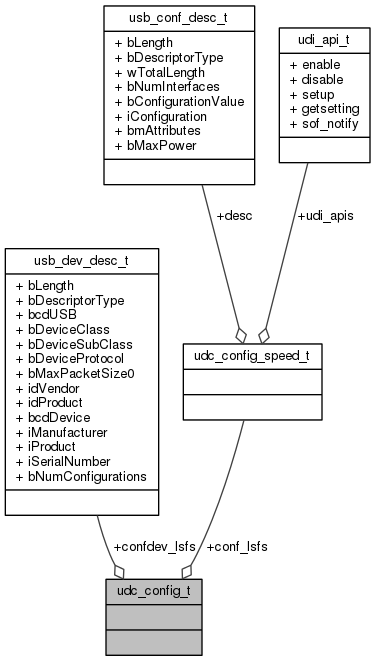 usb_conf_desc_t
+ bLength
+ bDescriptorType
+ wTotalLength
+ bNumInterfaces
+ bConfigurationValue
+ iConfiguration
+ bmAttributes
+ bMaxPower
udi_api_t
+ enable
+ disable
+ setup
+ getsetting
+ sof_notify
+desc
+udi_apis
usb_dev_desc_t
+ bLength
+ bDescriptorType
+ bcdUSB
+ bDeviceClass
+ bDeviceSubClass
+ bDeviceProtocol
+ bMaxPacketSize0
+ idVendor
+ idProduct
+ bcdDevice
+ iManufacturer
+ iProduct
+ iSerialNumber
+ bNumConfigurations
udc_config_speed_t
+confdev_lsfs
+conf_lsfs
udc_config_t